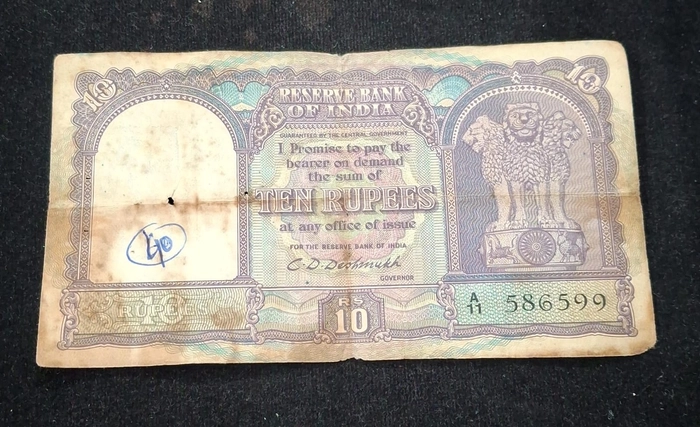 10 10
RESERVE BANK
OF INDIA
GUARANTEED BY THE CENTRAL GOVERNMENT
I Promise to pay the
bearer on demand
the sum of
TEN RUPEES
at any office of issue
FOR THE RESERVE BANK OF INDIA
C. D. Deshmukh
GOVERNOR
RUPEES
RS
10
A/11 586599